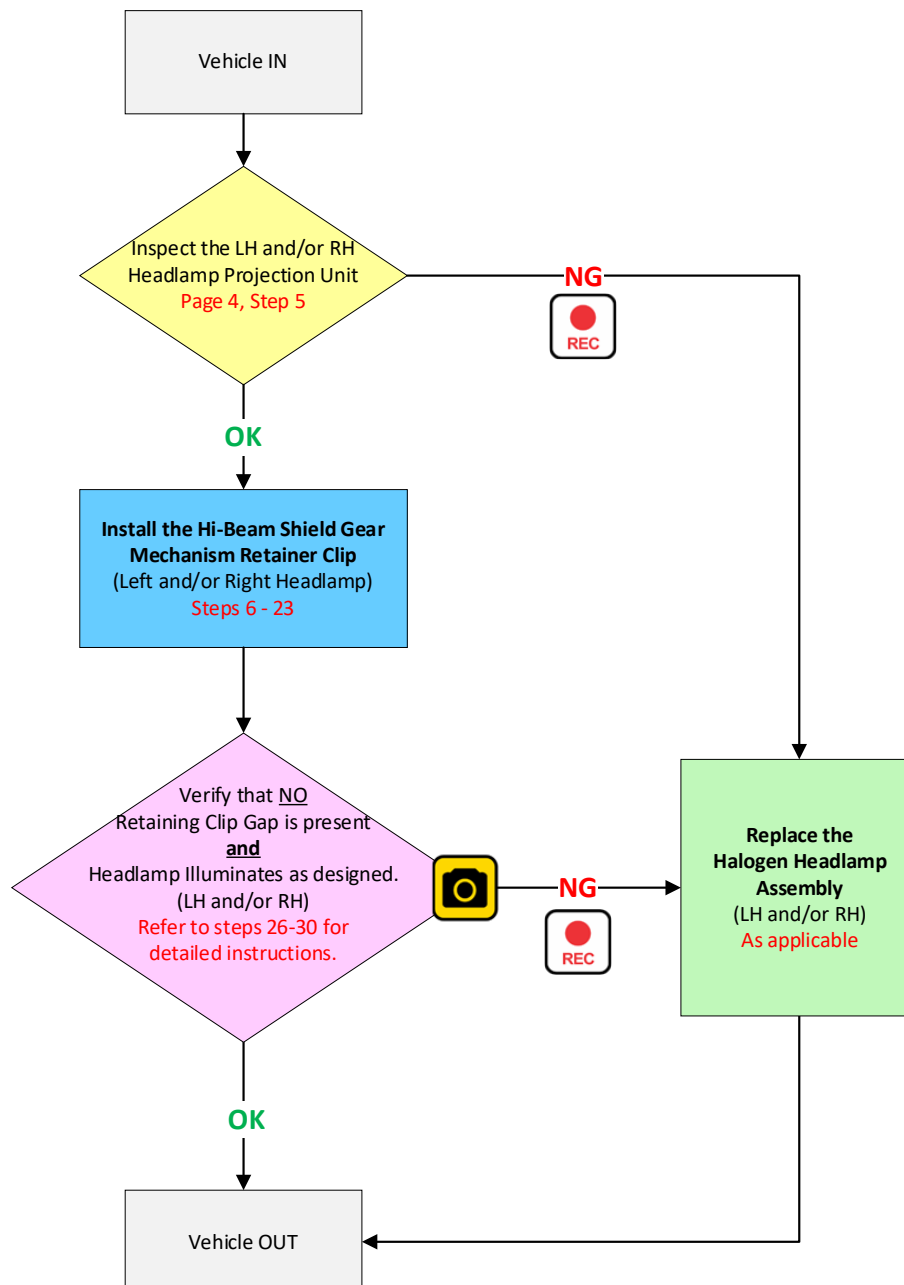 Vehicle IN
Inspect the LH and/or RH
Headlamp Projection Unit
Page 4, Step 5
NG
REC
OK
Install the Hi-Beam Shield Gear
Mechanism Retainer Clip
(Left and/or Right Headlamp)
Steps 6 - 23
Verify that NO
Retaining Clip Gap is present
and
Headlamp Illuminates as designed.
(LH and/or RH)
Refer to steps 26-30 for
detailed instructions.
NG
REC
Replace the
Halogen Headlamp
Assembly
(LH and/or RH)
As applicable
OK
Vehicle OUT